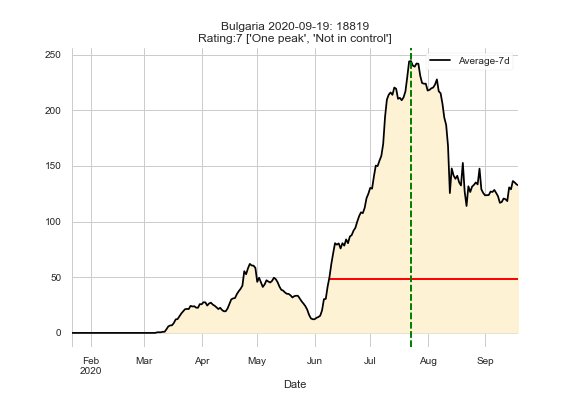 Bulgaria 2020-09-19: 18819
Rating:7 ['One peak', 'Not in control']
Average-7d
250
200
150
100
50
0
Feb Mar Apr May Jun Jul Aug Sep
2020
Date